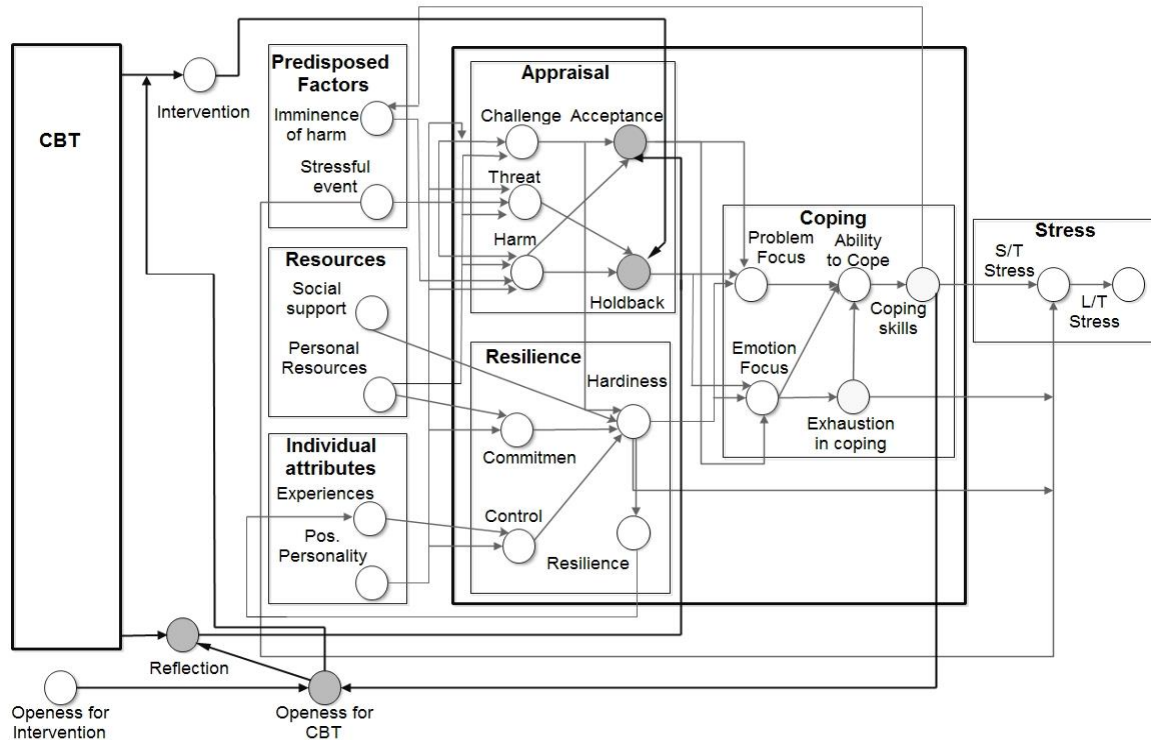 CBT
Intervention
Predisposed
Factors
Imminence
of harm
Stressful
event
Resources
Social
support
Personal
Resources
Individual
attributes
Experiences
Pos.
Personality
Appraisal
Challenge
Acceptance
Threat
Harm
Holdback
Resilience
Hardiness
Commitmen
Control
Resilience
Coping
Problem
Focus
Ability
to Cope
Coping
skills
Emotion
Focus
Exhaustion
in coping
Stress
S/T
Stress
L/T
Stress
Reflection
Openess for
Intervention
Openess for
CBT